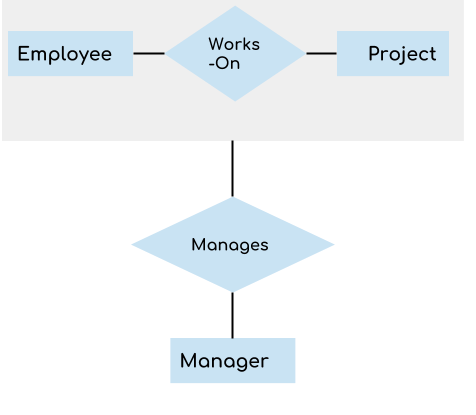 Employee
Works
-On
Project
Manages
Manager